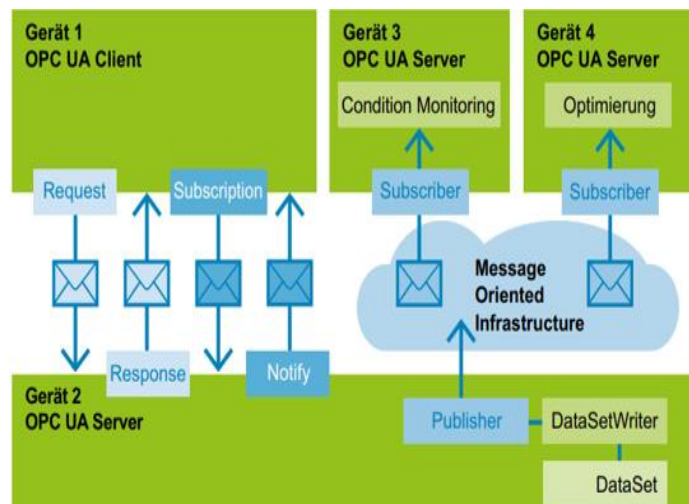 Gerät 1
OPC UA Client
Gerät 3
OPC UA Server
Gerät 4
OPC UA Server
Condition Monitoring
Optimierung
Request
Subscription
Subscriber
Subscriber
Message
Oriented
Infrastructure
Response
Notify
Gerät 2
OPC UA Server
Publisher
DataSetWriter
DataSet